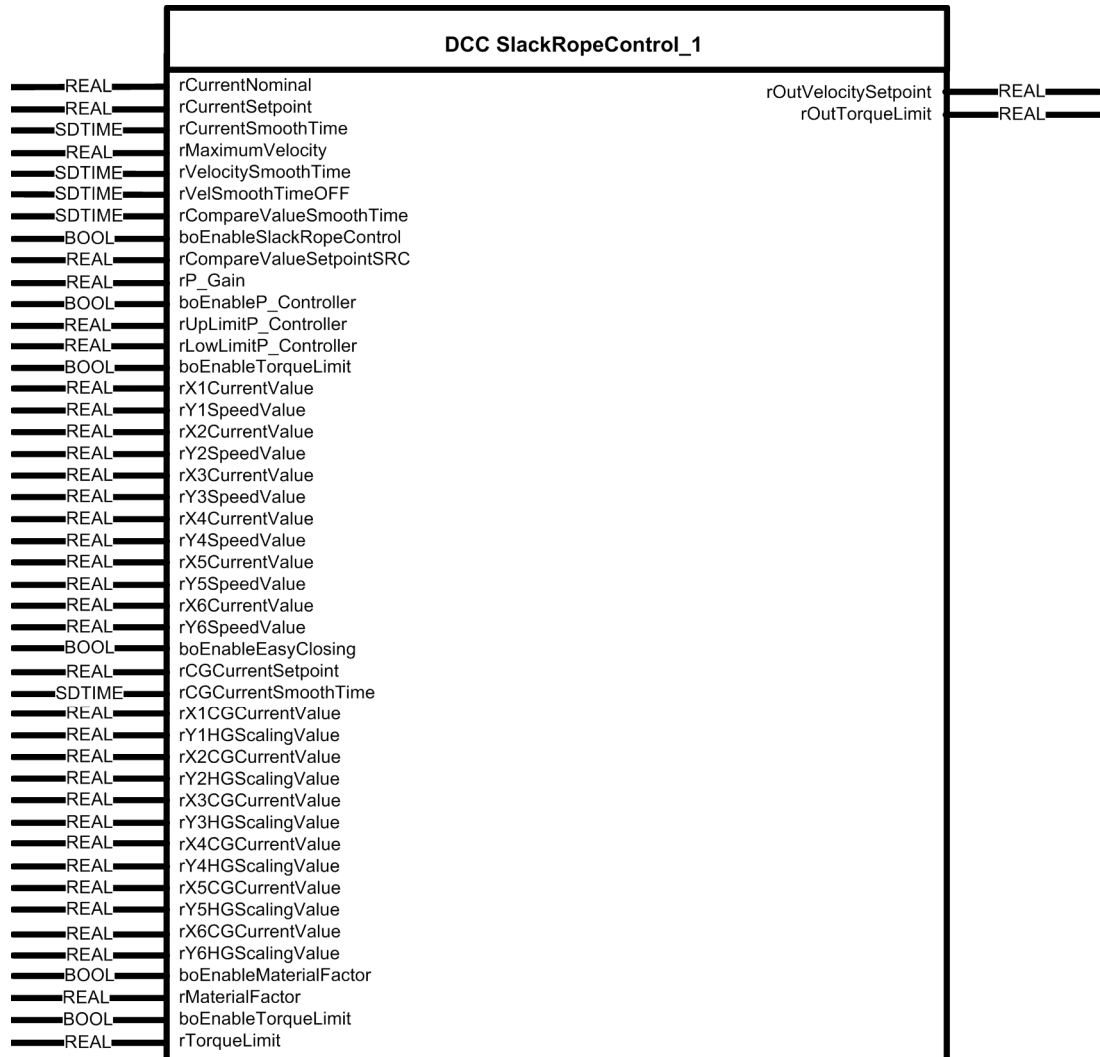 DCC SlackRopeControl_1
REAL rCurrentNominal rOutVelocitySetpoint REAL
REAL rCurrentSetpoint rOutTorqueLimit REAL
SDTIME rCurrentSmoothTime
REAL rMaximumVelocity
SDTIME rVelocitySmoothTime
SDTIME rVelSmoothTimeOFF
SDTIME rCompareValueSmoothTime
BOOL boEnableSlackRopeControl
REAL rCompareValueSetpointSRC
REAL rP_Gain
BOOL boEnableP_Controller
REAL rUpLimitP_Controller
REAL rLowLimitP_Controller
BOOL boEnableTorqueLimit
REAL rX1CurrentValue
REAL rY1SpeedValue
REAL rX2CurrentValue
REAL rY2SpeedValue
REAL rX3CurrentValue
REAL rY3SpeedValue
REAL rX4CurrentValue
REAL rY4SpeedValue
REAL rX5CurrentValue
REAL rY5SpeedValue
REAL rX6CurrentValue
REAL rY6SpeedValue
BOOL boEnableEasyClosing
REAL rCGCurrentSetpoint
SDTIME rCGCurrentSmoothTime
REAL rX1CGCurrentValue
REAL rY1HGScalingValue
REAL rX2CGCurrentValue
REAL rY2HGScalingValue
REAL rX3CGCurrentValue
REAL rY3HGScalingValue
REAL rX4CGCurrentValue
REAL rY4HGScalingValue
REAL rX5CGCurrentValue
REAL rY5HGScalingValue
REAL rX6CGCurrentValue
REAL rY6HGScalingValue
BOOL boEnableMaterialFactor
REAL rMaterialFactor
BOOL boEnableTorqueLimit
REAL rTorqueLimit